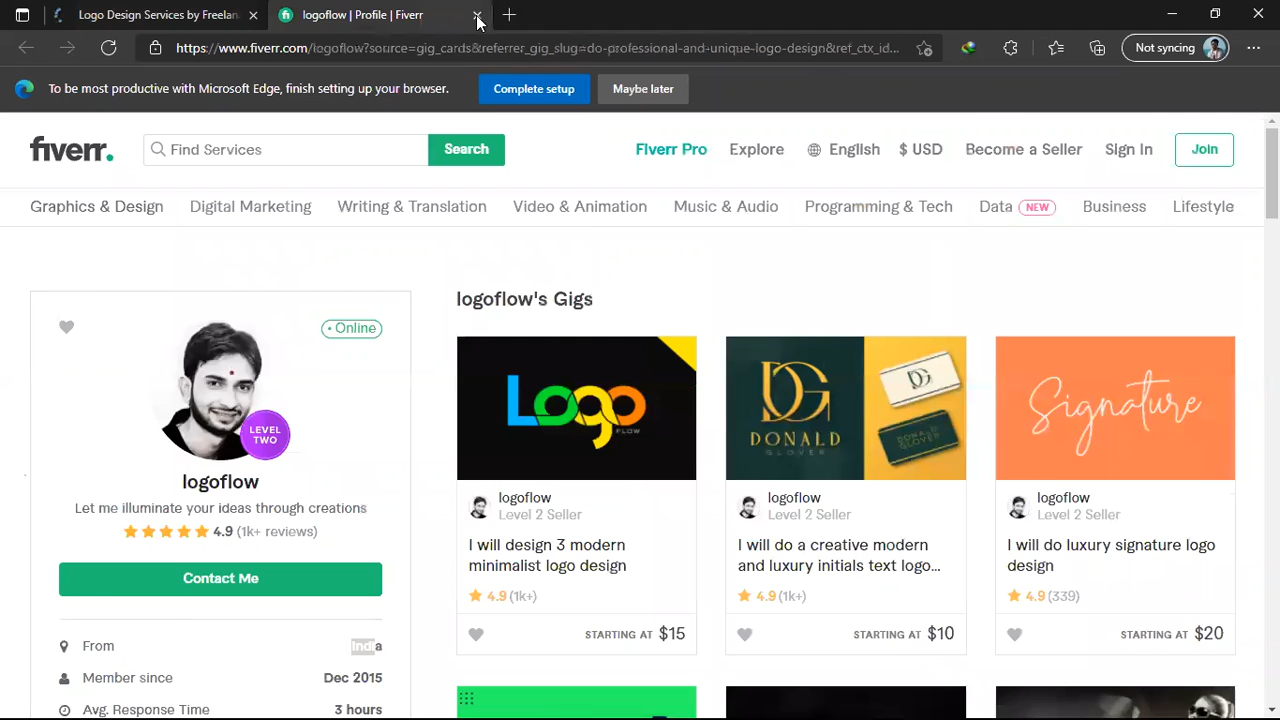 Logo Design Services by Freelan
logoflow | Profile | Fiverr
https://www.fiverr.com/logoflow?source=gig_cards&referrer_gig_slug=do-professional-and-unique-logo-design&ref_ctx_id...
Not syncing
To be most productive with Microsoft Edge, finish setting up your browser.
Complete setup
Maybe later
fiverr.
Find Services
Search
Fiverr Pro
Explore
English
$ USD
Become a Seller
Sign In
Join
Graphics & Design
Digital Marketing
Writing & Translation
Video & Animation
Music & Audio
Programming & Tech
Data NEW
Business
Lifestyle
• Online
LEVEL
TWO
logoflow
Let me illuminate your ideas through creations
4.9 (1k+ reviews)
Contact Me
From India
Member since Dec 2015
Avg. Response Time 3 hours
logoflow's Gigs
Logo
FLOW
logoflow
Level 2 Seller
I will design 3 modern
minimalist logo design
4.9 (1k+)
STARTING AT $15
DG
DONALD
GLOVER
logoflow
Level 2 Seller
I will do a creative modern
and luxury initials text logo...
4.9 (1k+)
STARTING AT $10
Signature
logoflow
Level 2 Seller
I will do luxury signature logo
design
4.9 (339)
STARTING AT $20